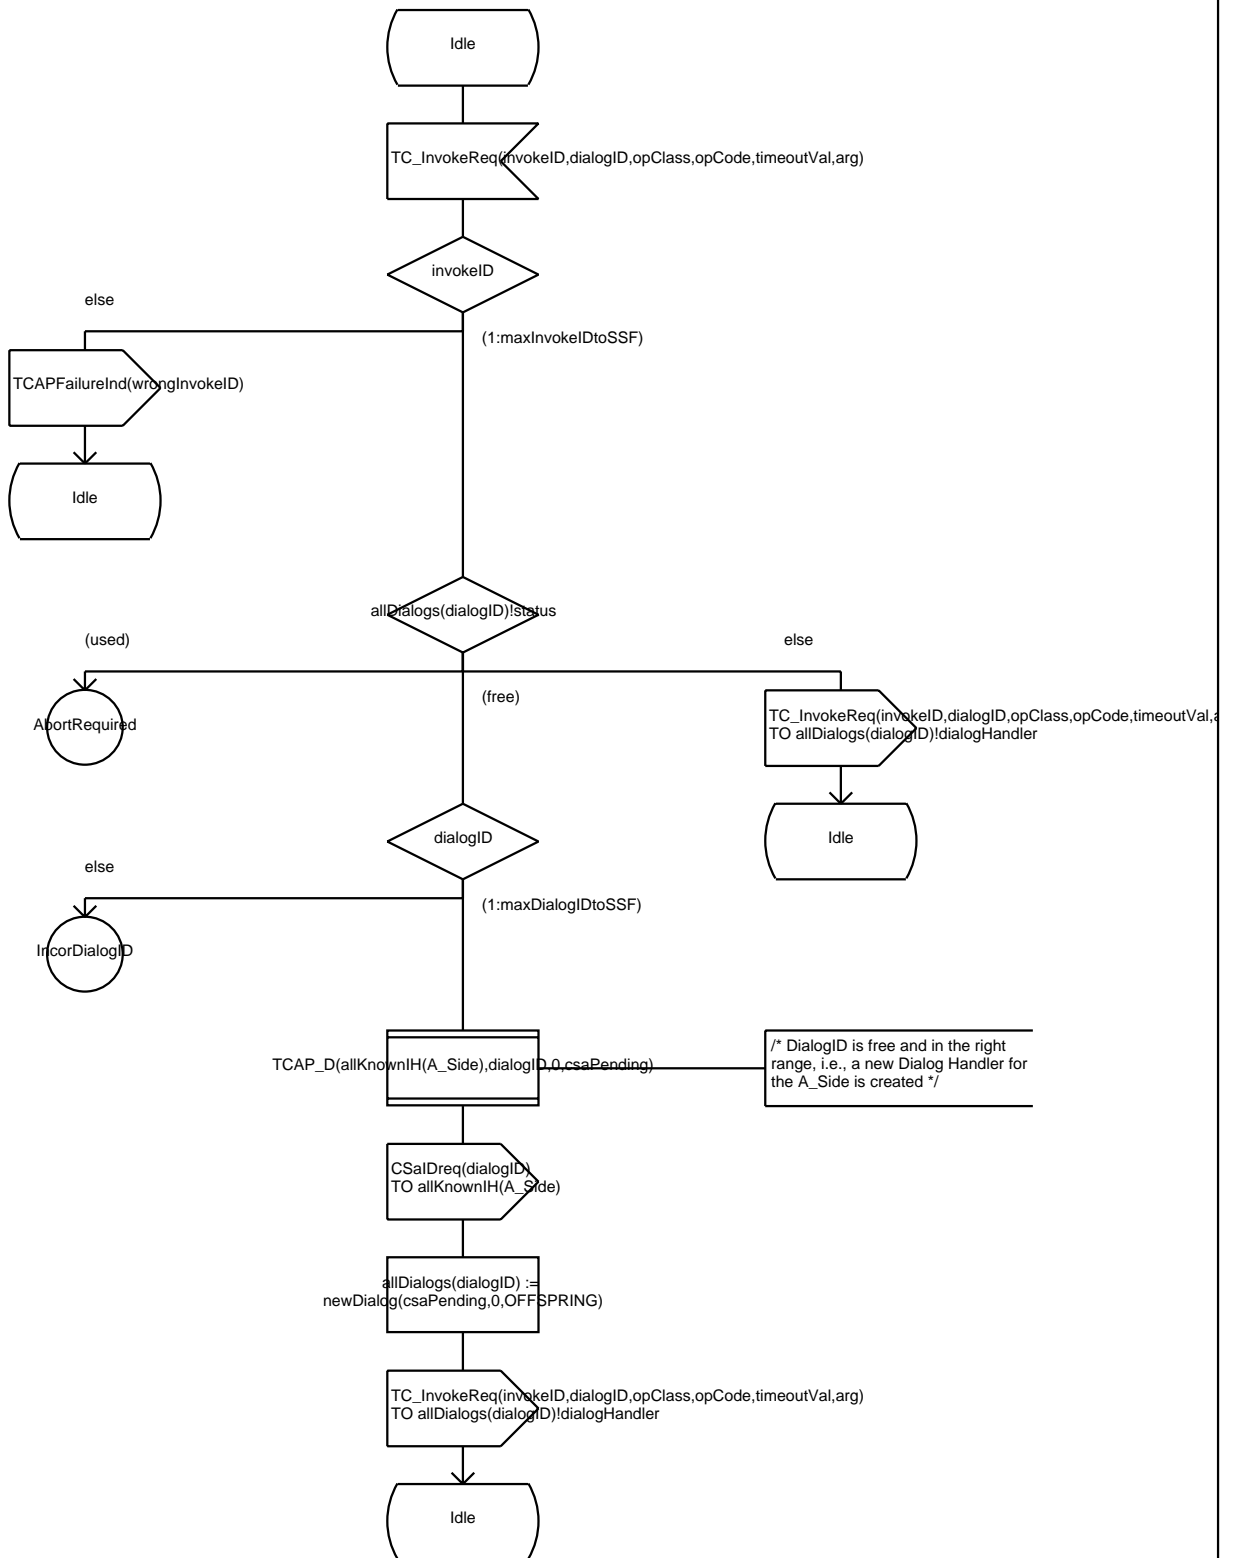 Idle
TC_InvokeReq(invokeID,dialogID,opClass,opCode,timeoutVal,arg)
invokeID
else
(1:maxInvokeIDtoSSF)
TCAPFailureInd(wrongInvokeID)
Idle
allDialogs(dialogID)!status
(used)
else
(free)
AbortRequired
TC_InvokeReq(invokeID,dialogID,opClass,opCode,timeoutVal,a
TO allDialogs(dialogID)!dialogHandler
dialogID
Idle
else
(1:maxDialogIDtoSSF)
IncorDialogID
TCAP_D(allKnownIH(A_Side),dialogID,0,csaPending)
/* DialogID is free and in the right
range, i.e., a new Dialog Handler for
the A_Side is created */
CSaIDreq(dialogID)
TO allKnownIH(A_Side)
allDialogs(dialogID) :=
newDialog(csaPending,0,OFFSPRING)
TC_InvokeReq(invokeID,dialogID,opClass,opCode,timeoutVal,arg)
TO allDialogs(dialogID)!dialogHandler
Idle